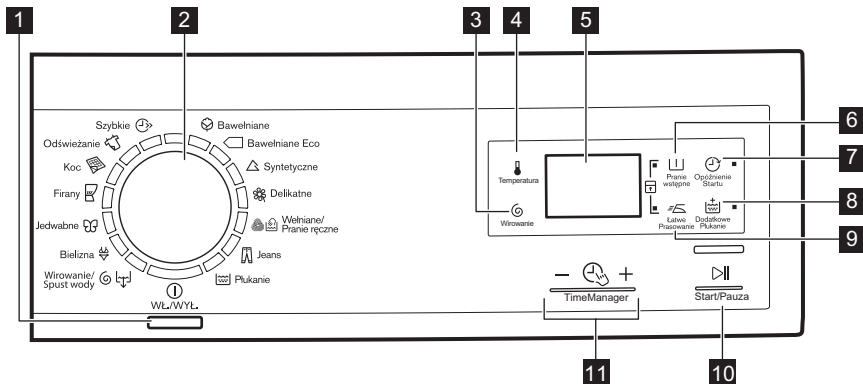 1
2
3
4
5
6
7
8
9
10
11
Szybkie
Odświeżanie
Koc
Firany
Jedwabne
Bielizna
Wirowanie/
Spust wody
Bawełniane
Bawełniane Eco
Syntetyczne
Delikatne
Wełniane/
Pranie ręczne
Jeans
Płukanie
WŁ./WYŁ.
Temperatura
Wirowanie
Pranie
wstępne
Opóźnienie
Startu
Łatwe
Prasowanie
Dodatkowe
Płukanie
TimeManager
Start/Pauza